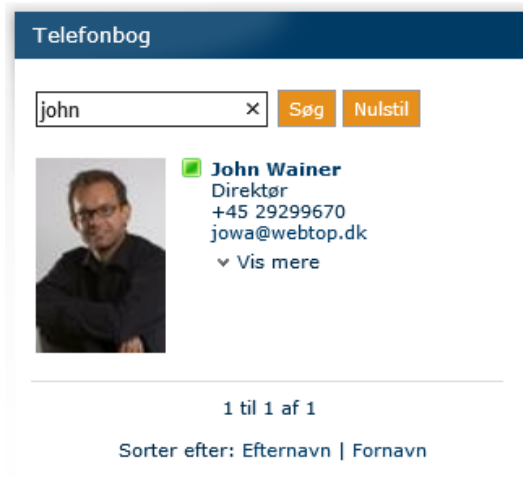 Telefonbog
john × Søg Nulstil
John Wainer
Direktør
+45 29299670
jowa@webtop.dk
Vis mere
1 til 1 af 1
Sorter efter: Efternavn | Fornavn